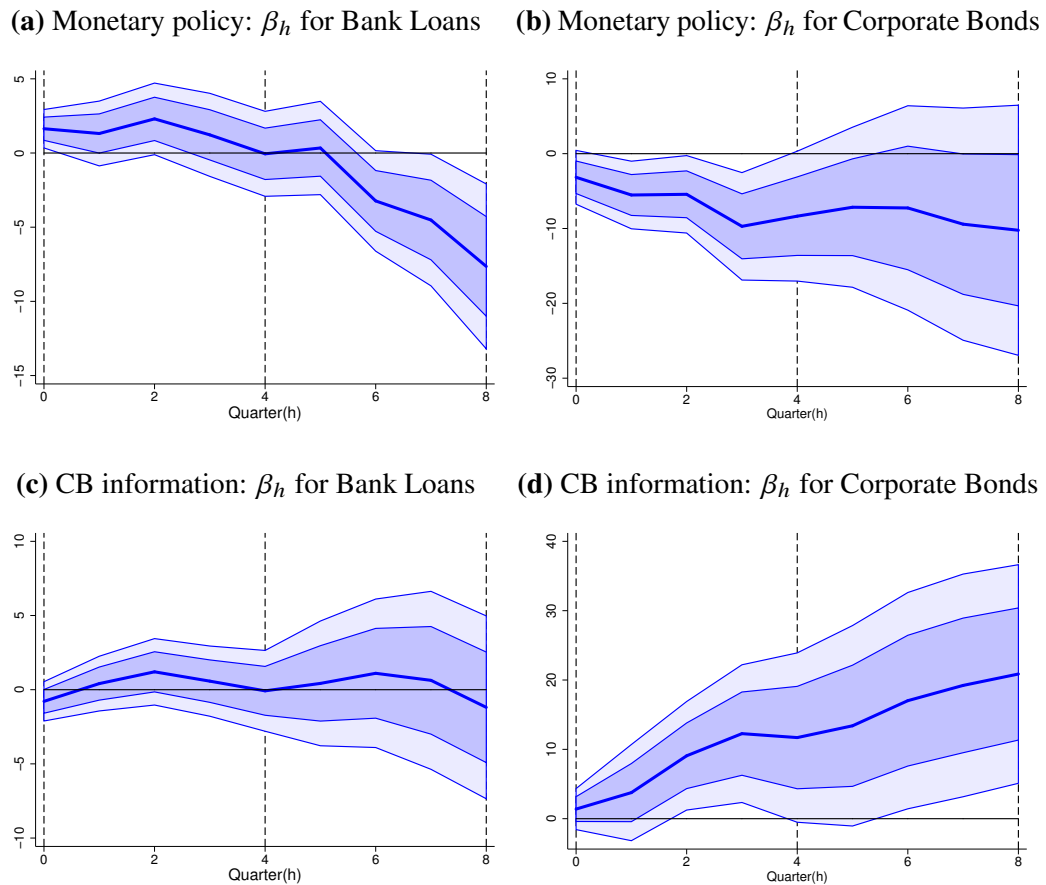 (a) Monetary policy: βh for Bank Loans
(b) Monetary policy: βh for Corporate Bonds
5
0
−5
−10
−15
0 2 4 6 8
Quarter(h)
10
0
−10
−20
−30
0 2 4 6 8
Quarter(h)
(c) CB information: βh for Bank Loans
(d) CB information: βh for Corporate Bonds
10
5
0
−5
−10
0 2 4 6 8
Quarter(h)
40
30
20
10
0
0 2 4 6 8
Quarter(h)